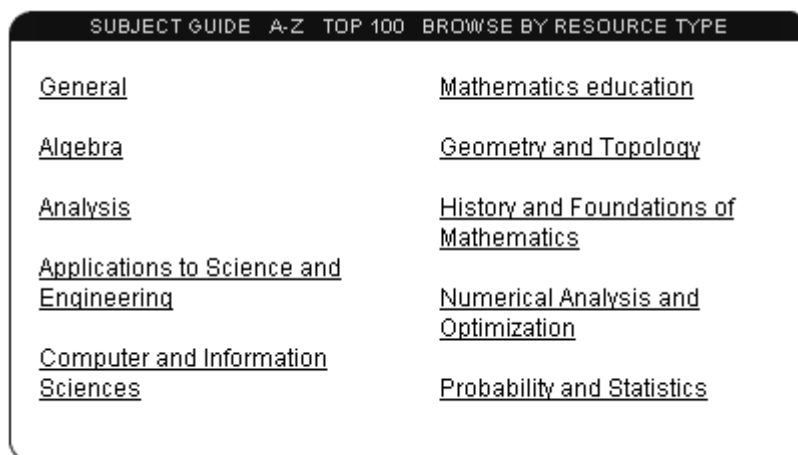 SUBJECT GUIDE A-Z TOP 100 BROWSE BY RESOURCE TYPE
General
Algebra
Analysis
Applications to Science and
Engineering
Computer and Information
Sciences
Mathematics education
Geometry and Topology
History and Foundations of
Mathematics
Numerical Analysis and
Optimization
Probability and Statistics